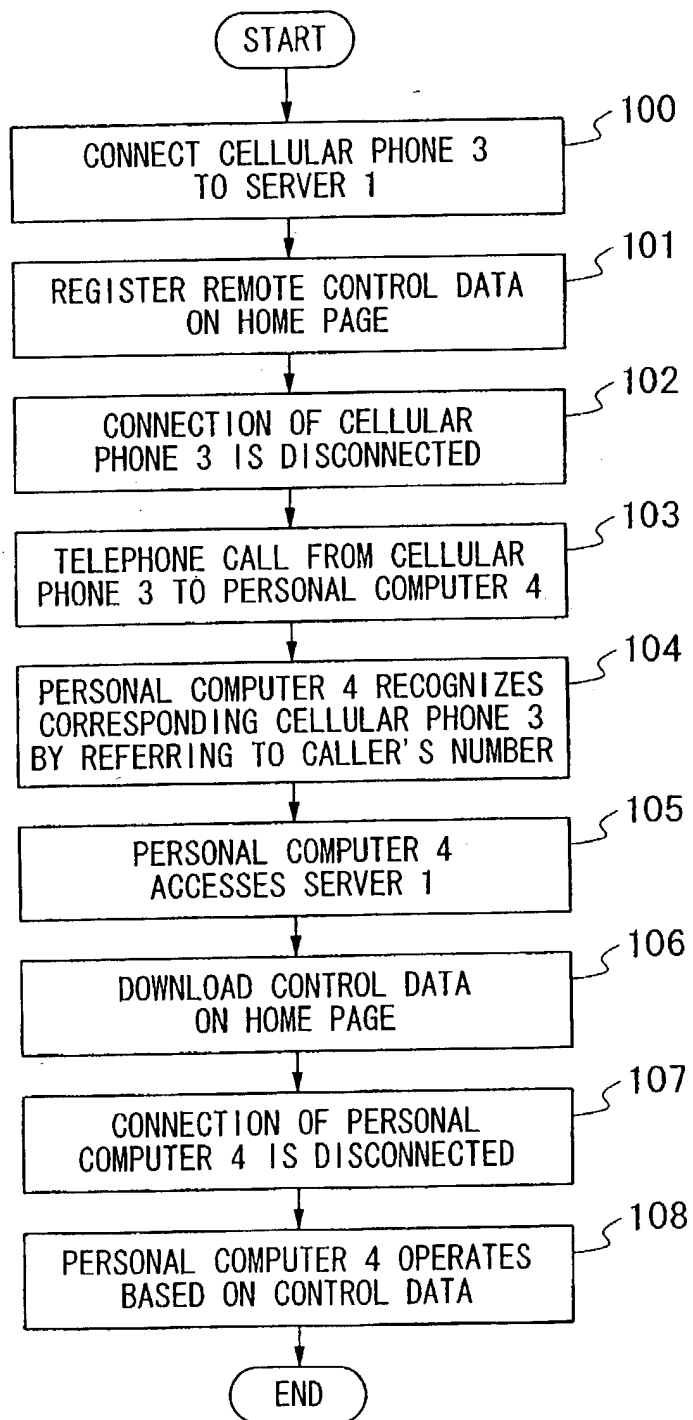 START
100
CONNECT CELLULAR PHONE 3
TO SERVER 1
101
REGISTER REMOTE CONTROL DATA
ON HOME PAGE
102
CONNECTION OF CELLULAR
PHONE 3 IS DISCONNECTED
103
TELEPHONE CALL FROM CELLULAR
PHONE 3 TO PERSONAL COMPUTER 4
104
PERSONAL COMPUTER 4 RECOGNIZES
CORRESPONDING CELLULAR PHONE 3
BY REFERRING TO CALLER'S NUMBER
105
PERSONAL COMPUTER 4
ACCESSES SERVER 1
106
DOWNLOAD CONTROL DATA
ON HOME PAGE
107
CONNECTION OF PERSONAL
COMPUTER 4 IS DISCONNECTED
108
PERSONAL COMPUTER 4 OPERATES
BASED ON CONTROL DATA
END